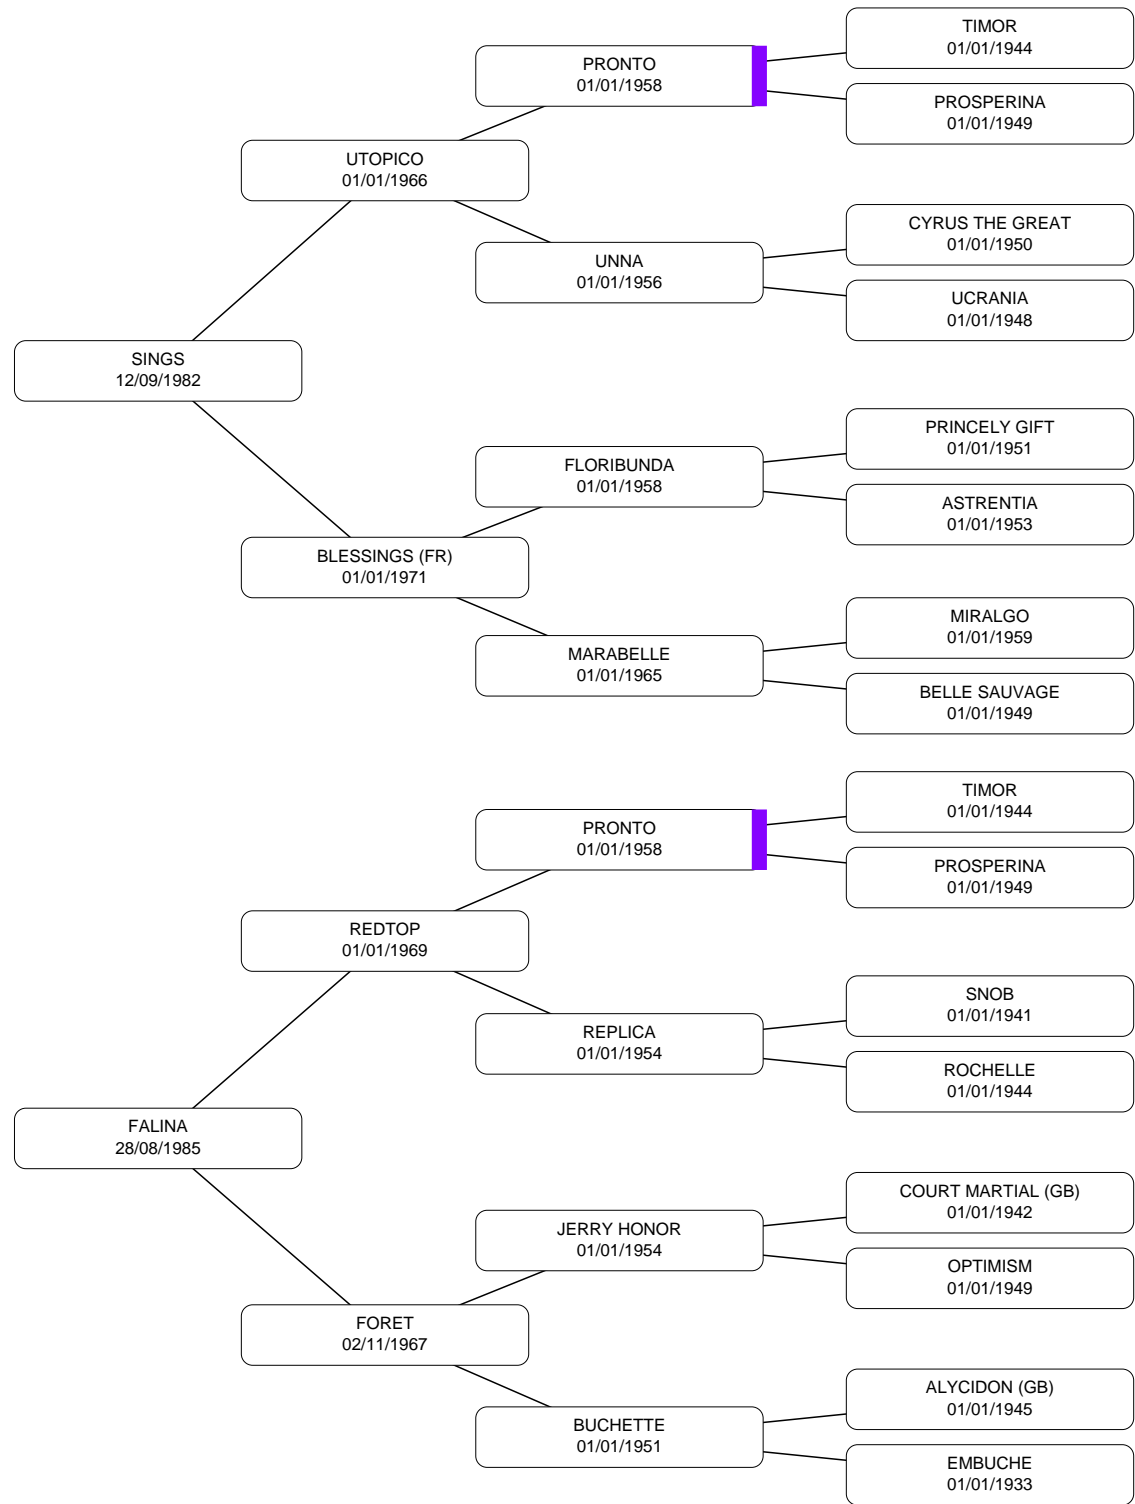 TIMOR
01/01/1944
PRONTO
01/01/1958
PROSPERINA
01/01/1949
UTOPICO
01/01/1966
CYRUS THE GREAT
01/01/1950
UNNA
01/01/1956
UCRANIA
01/01/1948
SINGS
12/09/1982
PRINCELY GIFT
01/01/1951
FLORIBUNDA
01/01/1958
ASTRENTIA
01/01/1953
BLESSINGS (FR)
01/01/1971
MIRALGO
01/01/1959
MARABELLE
01/01/1965
BELLE SAUVAGE
01/01/1949
TIMOR
01/01/1944
PRONTO
01/01/1958
PROSPERINA
01/01/1949
REDTOP
01/01/1969
SNOB
01/01/1941
REPLICA
01/01/1954
ROCHELLE
01/01/1944
FALINA
28/08/1985
COURT MARTIAL (GB)
01/01/1942
JERRY HONOR
01/01/1954
OPTIMISM
01/01/1949
FORET
02/11/1967
ALYCIDON (GB)
01/01/1945
BUCHETTE
01/01/1951
EMBUCHE
01/01/1933